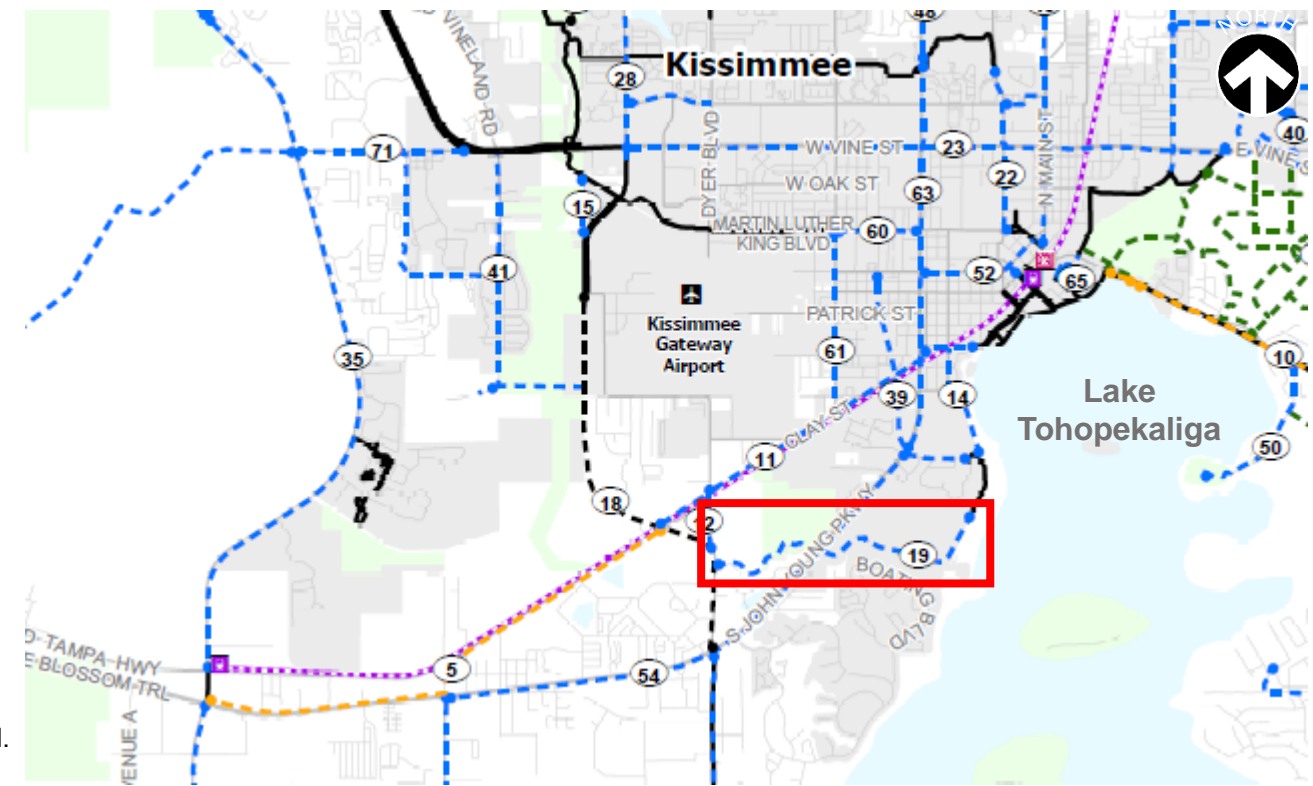 NORTH
48
VINELAND RD
28
Kissimmee
40
71
DYER BLVD
W VINE ST
23
E VINE S
N MAIN ST
22
W OAK ST
63
15
MARTIN LUTHER
KING BLVD
60
41
52
65
Kissimmee
Gateway
Airport
PATRICK ST
35
61
10
39
14
Lake
Tohopekaliga
CLAY ST
11
50
18
12
19
BOATING BLVD
S JOHN YOUNG PKWY
D TAMPA HWY
E BLOSSOM TRL
5
54
VENUE A